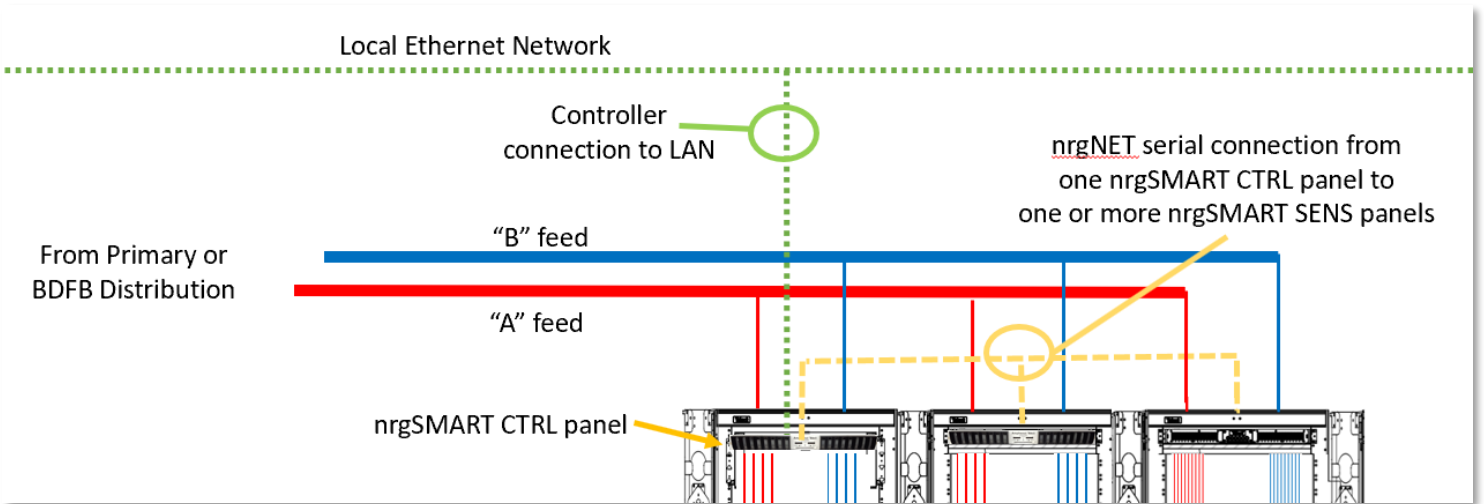 Local Ethernet Network
Controller
connection to LAN
nrgNET serial connection from
one nrgSMART CTRL panel to
one or more nrgSMART SENS panels
“B” feed
From Primary or
BDFB Distribution
“A” feed
nrgSMART CTRL panel